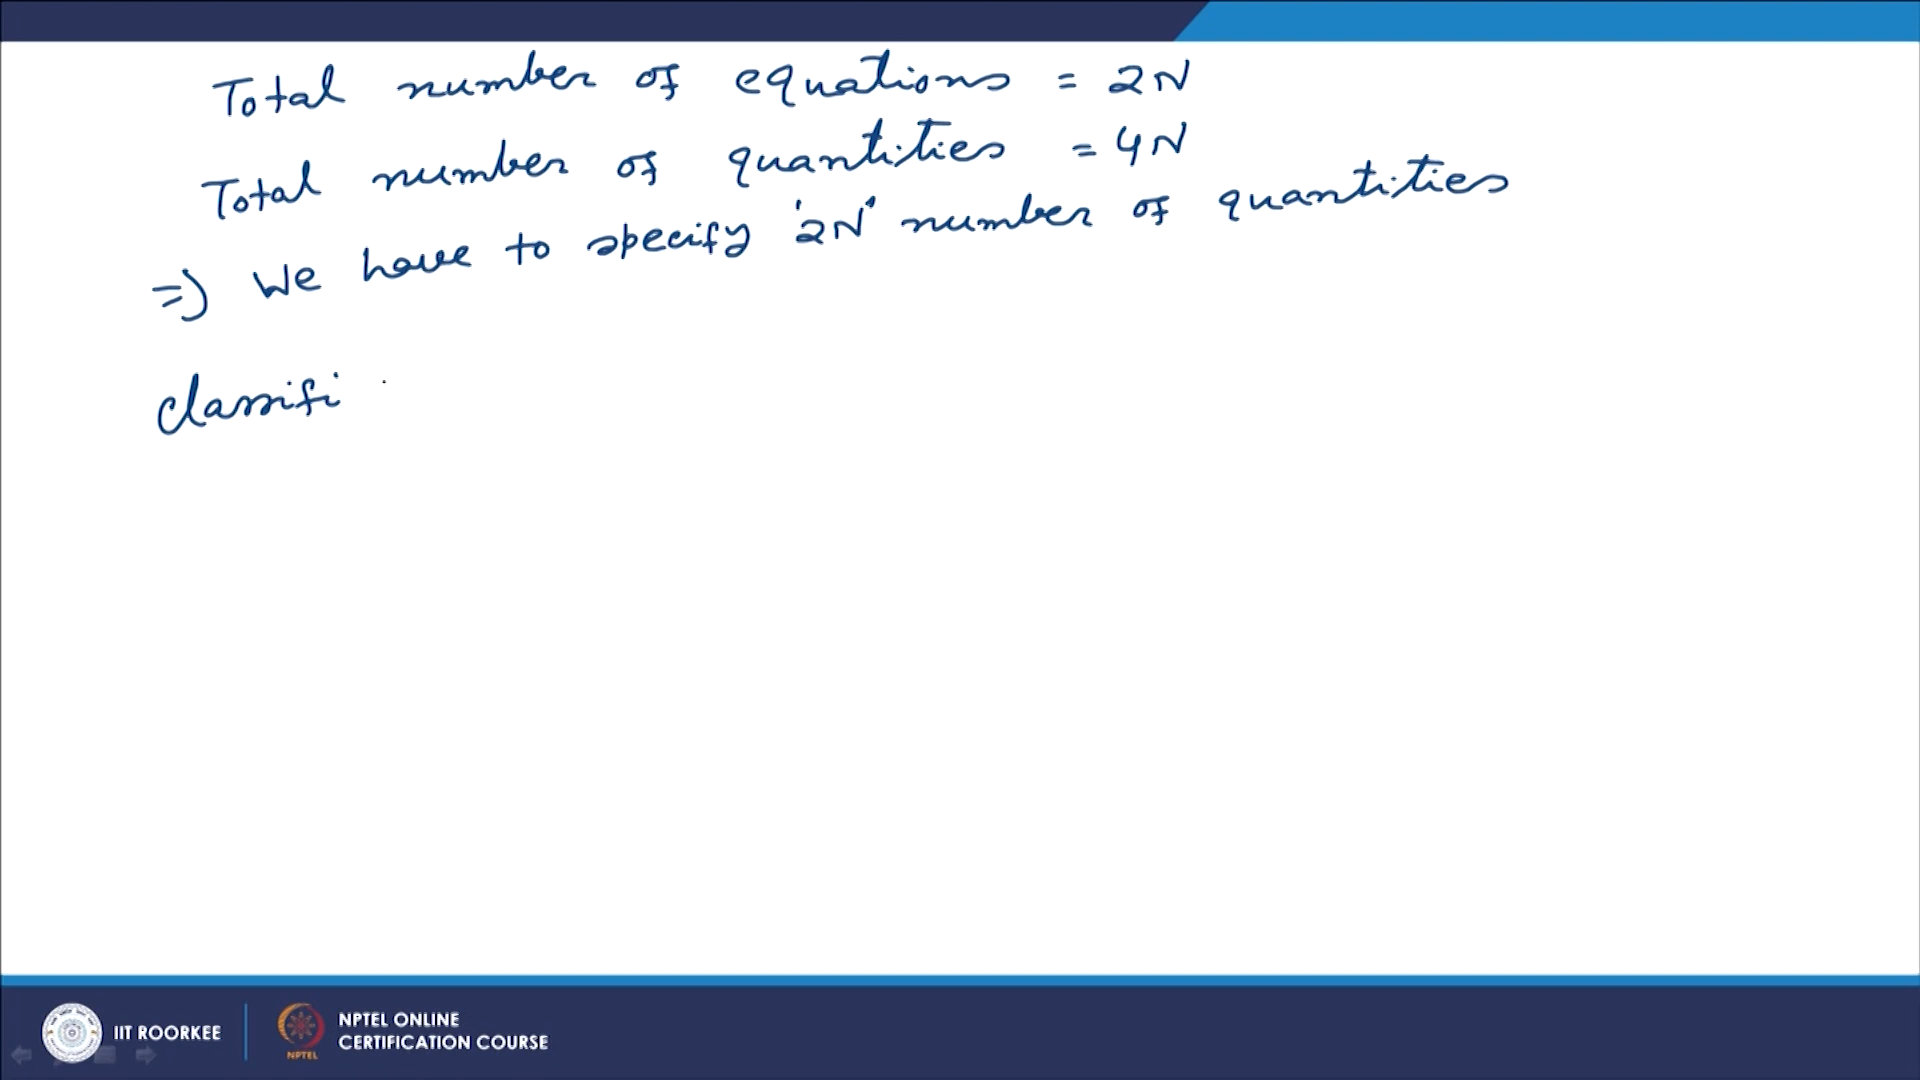 Total number of equations = 2N
Total number of quantities = 4N
=> We have to specify '2N' number of quantities
classifi
IIT ROORKEE
NPTEL
NPTEL ONLINE
CERTIFICATION COURSE